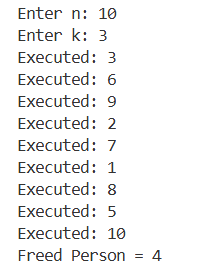 Enter n: 10
Enter k: 3
Executed: 3
Executed: 6
Executed: 9
Executed: 2
Executed: 7
Executed: 1
Executed: 8
Executed: 5
Executed: 10
Freed Person = 4